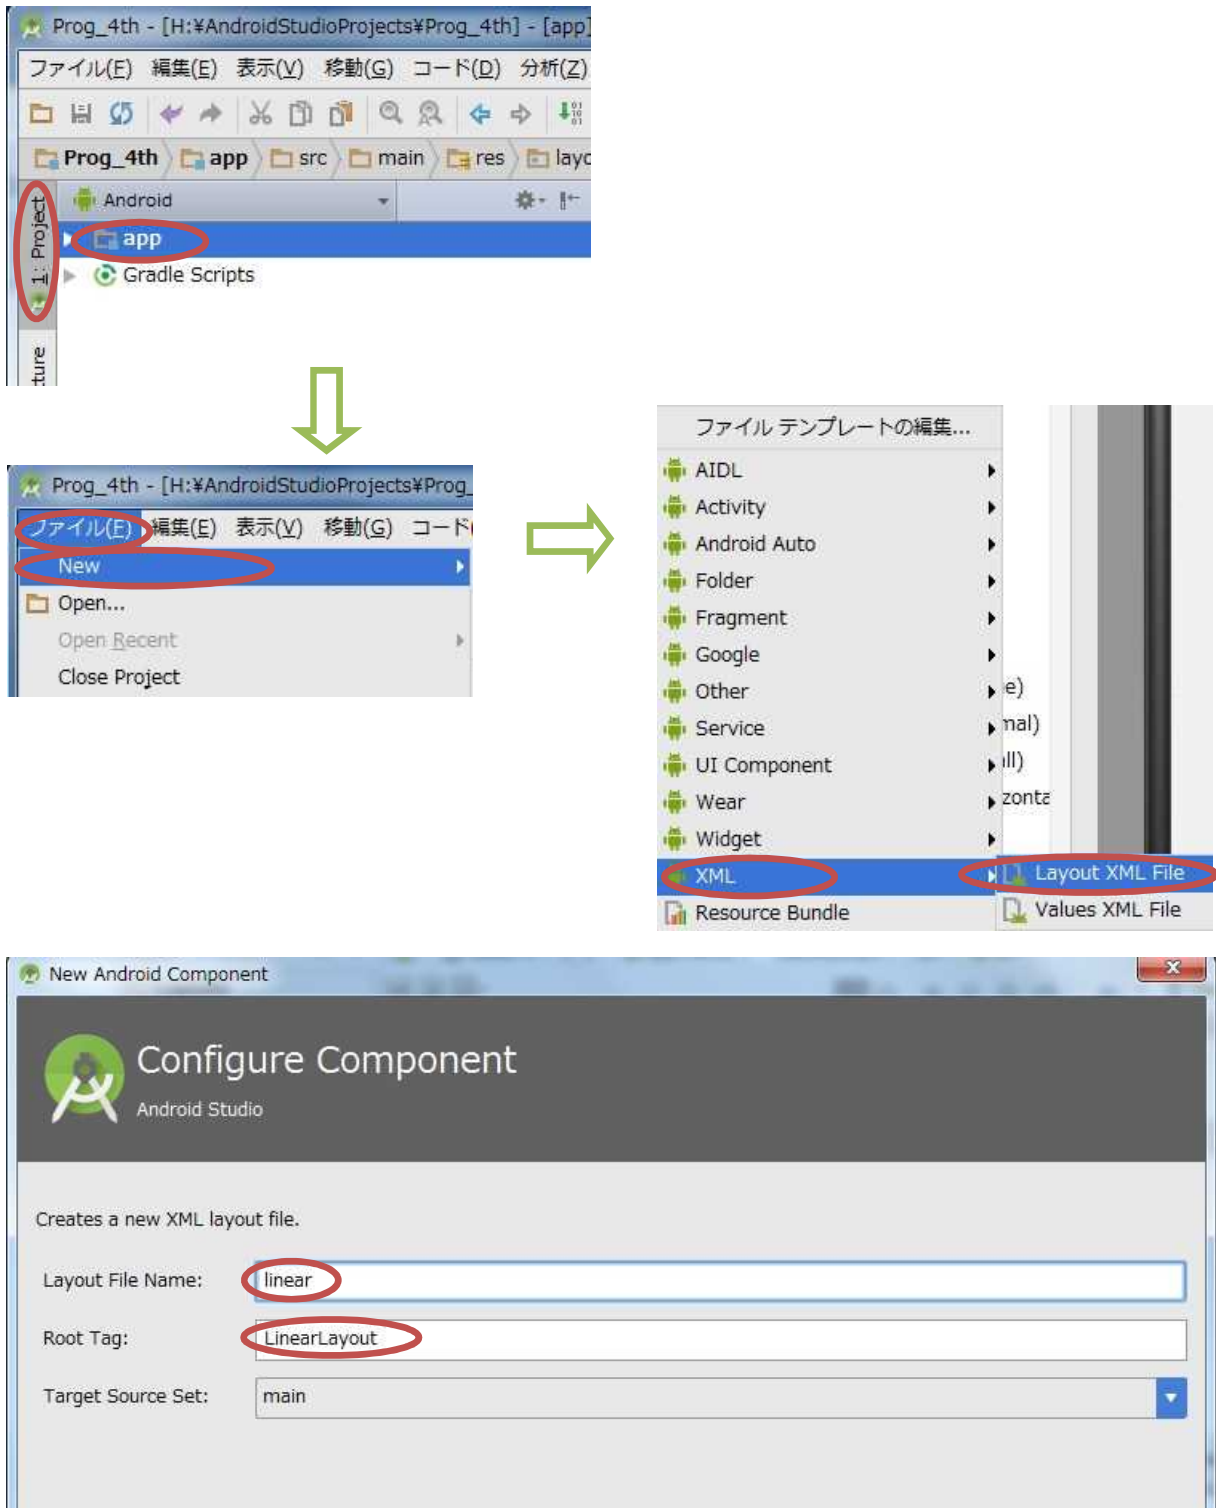 Prog_4th - [H:¥AndroidStudioProjects¥Prog_4th] - [app]
ファイル(F) 編集(E) 表示(V) 移動(G) コード(D) 分析(Z)
Prog_4th app src main res
1: Project
Android
app
Gradle Scripts
Prog_4th - [H:¥AndroidStudioProjects¥Prog_
ファイル(F) 編集(E) 表示(V) 移動(G) コード(
New
Open...
Open Recent
Close Project
ファイル テンプレートの編集...
AIDL
Activity
Android Auto
Folder
Fragment
Google
Other
Service
UI Component
Wear
Widget
XML
Layout XML File
Resource Bundle
Values XML File
New Android Component
Configure Component
Android Studio
Creates a new XML layout file.
Layout File Name: linear
Root Tag: LinearLayout
Target Source Set: main